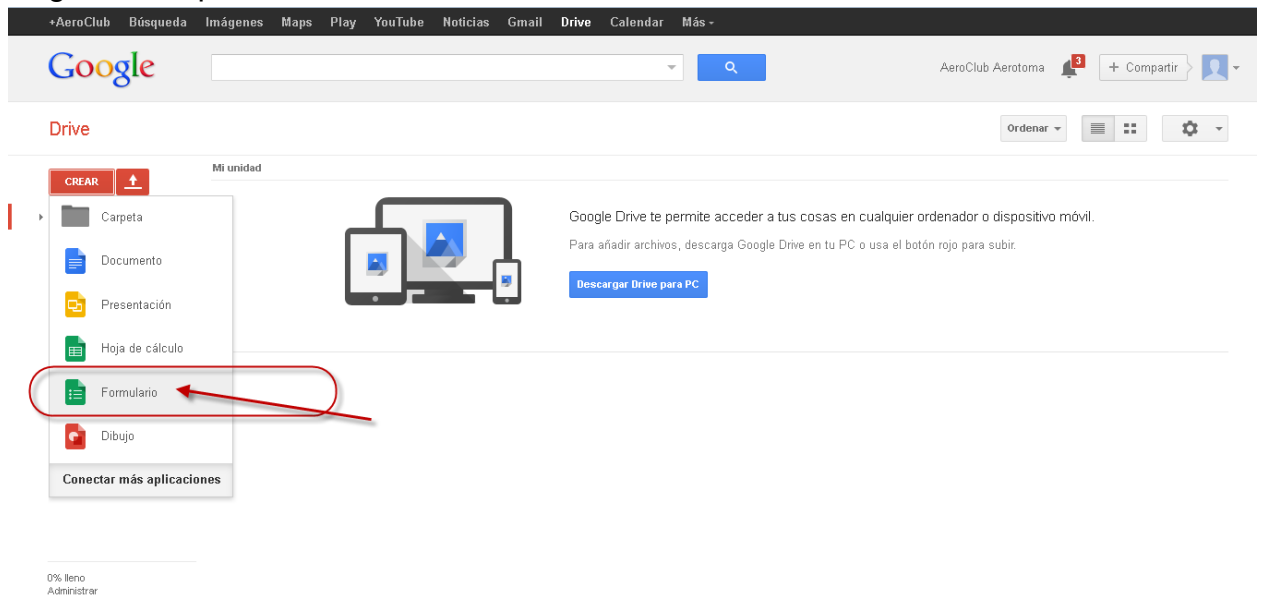 +AeroClub Búsqueda Imágenes Maps Play YouTube Noticias Gmail Drive Calendar Más
Google
AeroClub Aerotoma 3 + Compartir
Drive
Ordenar
CREAR
Mi unidad
Carpeta
Documento
Presentación
Hoja de cálculo
Formulario
Dibujo
Conectar más aplicaciones
Google Drive te permite acceder a tus cosas en cualquier ordenador o dispositivo móvil.
Para añadir archivos, descarga Google Drive en tu PC o usa el botón rojo para subir.
Descargar Drive para PC
0% lleno
Administrar